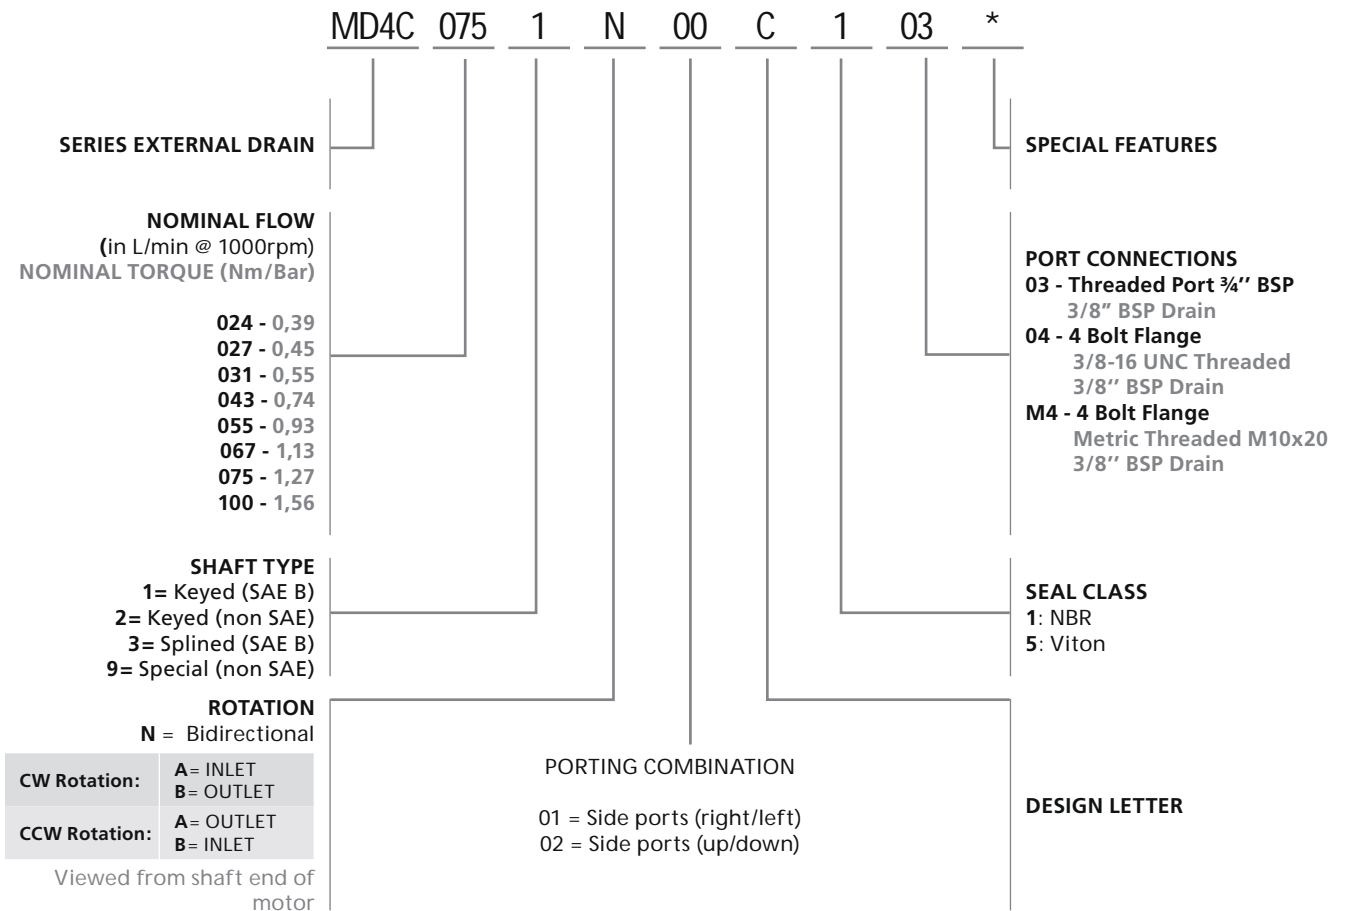 MD4C 075 1 N 00 C 1 03 *
SERIES EXTERNAL DRAIN
NOMINAL FLOW
(in L/min @ 1000rpm)
NOMINAL TORQUE (Nm/Bar)
024 - 0,39
027 - 0,45
031 - 0,55
043 - 0,74
055 - 0,93
067 - 1,13
075 - 1,27
100 - 1,56
SHAFT TYPE
1= Keyed (SAE B)
2= Keyed (non SAE)
3= Splined (SAE B)
9= Special (non SAE)
ROTATION
N = Bidirectional
CW Rotation:
A= INLET
B= OUTLET
CCW Rotation:
A= OUTLET
B= INLET
Viewed from shaft end of
motor
PORTING COMBINATION
01 = Side ports (right/left)
02 = Side ports (up/down)
SPECIAL FEATURES
PORT CONNECTIONS
03 - Threaded Port ¾’’ BSP
3/8” BSP Drain
04 - 4 Bolt Flange
3/8-16 UNC Threaded
3/8’’ BSP Drain
M4 - 4 Bolt Flange
Metric Threaded M10x20
3/8’’ BSP Drain
SEAL CLASS
1: NBR
5: Viton
DESIGN LETTER